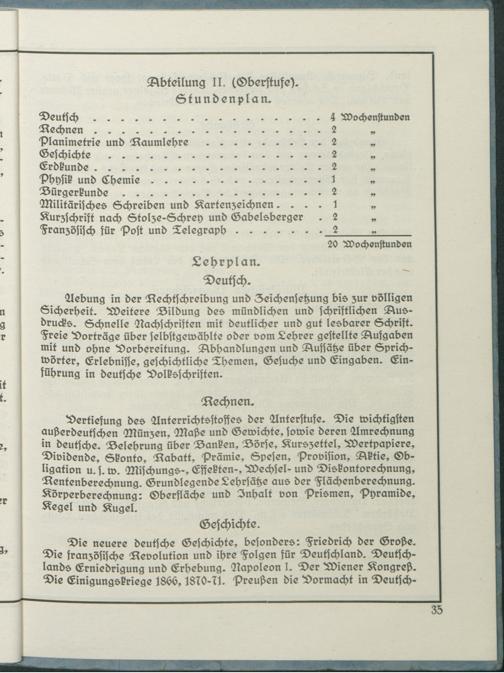 Abteilung II. (Oberstufe).
Stundenplan.
Deutsch . . . . . . . . . . . . . . . . . . . 4 Wochenstunden
Rechnen . . . . . . . . . . . . . . . . . . 2 „
Planimetrie und Raumlehre . . . . . . . . . . 2 „
Geschichte . . . . . . . . . . . . . . . . . 2 „
Erdkunde . . . . . . . . . . . . . . . . . . 2 „
Physik und Chemie . . . . . . . . . . . . . . 1 „
Bürgerkunde . . . . . . . . . . . . . . . . 2 „
Militärisches Schreiben und Kartenzeichnen . . . . 1 „
Kurzschrift nach Stolze-Schrey und Gabelsberger . 2 „
Französisch für Post und Telegraph . . . . . . . 2 „
20 Wochenstunden
Lehrplan.
Deutsch.
Uebung in der Rechtschreibung und Zeichensetzung bis zur völligen
Sicherheit. Weitere Bildung des mündlichen und schriftlichen Aus-
drucks. Schnelle Nachschriften mit deutlicher und gut lesbarer Schrift.
Freie Vorträge über selbstgewählte oder vom Lehrer gestellte Aufgaben
mit und ohne Vorbereitung. Abhandlungen und Aufsätze über Sprich-
wörter, Erlebnisse, geschichtliche Themen, Gesuche und Eingaben. Ein-
führung in deutsche Volksschriften.
Rechnen.
Vertiefung des Unterrichtsstoffes der Unterstufe. Die wichtigsten
außerdeutschen Münzen, Maße und Gewichte, sowie deren Umrechnung
in deutsche. Belehrung über Banken, Börse, Kurszettel, Wertpapiere,
Dividende, Skonto, Rabatt, Prämie, Spesen, Provision, Aktie, Ob-
ligation u. s. w. Mischungs-, Effekten-, Wechsel- und Diskontorechnung,
Rentenberechnung. Grundlegende Lehrsätze aus der Flächenberechnung.
Körperberechnung: Oberfläche und Inhalt von Prismen, Pyramide,
Kegel und Kugel.
Geschichte.
Die neuere deutsche Geschichte, besonders: Friedrich der Große.
Die französische Revolution und ihre Folgen für Deutschland. Deutsch-
lands Erniedrigung und Erhebung. Napoleon I. Der Wiener Kongreß.
Die Einigungskriege 1866, 1870-71. Preußen die Vormacht in Deutsch-
35